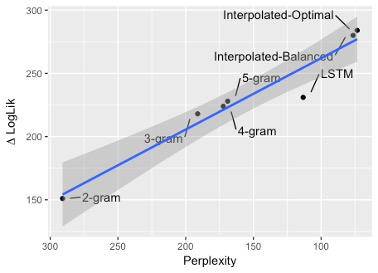 Interpolated-Optimal
Interpolated-Balanced
LSTM
5-gram
4-gram
3-gram
2-gram
300
250
200
150
Δ LogLik
300
250
200
150
100
Perplexity